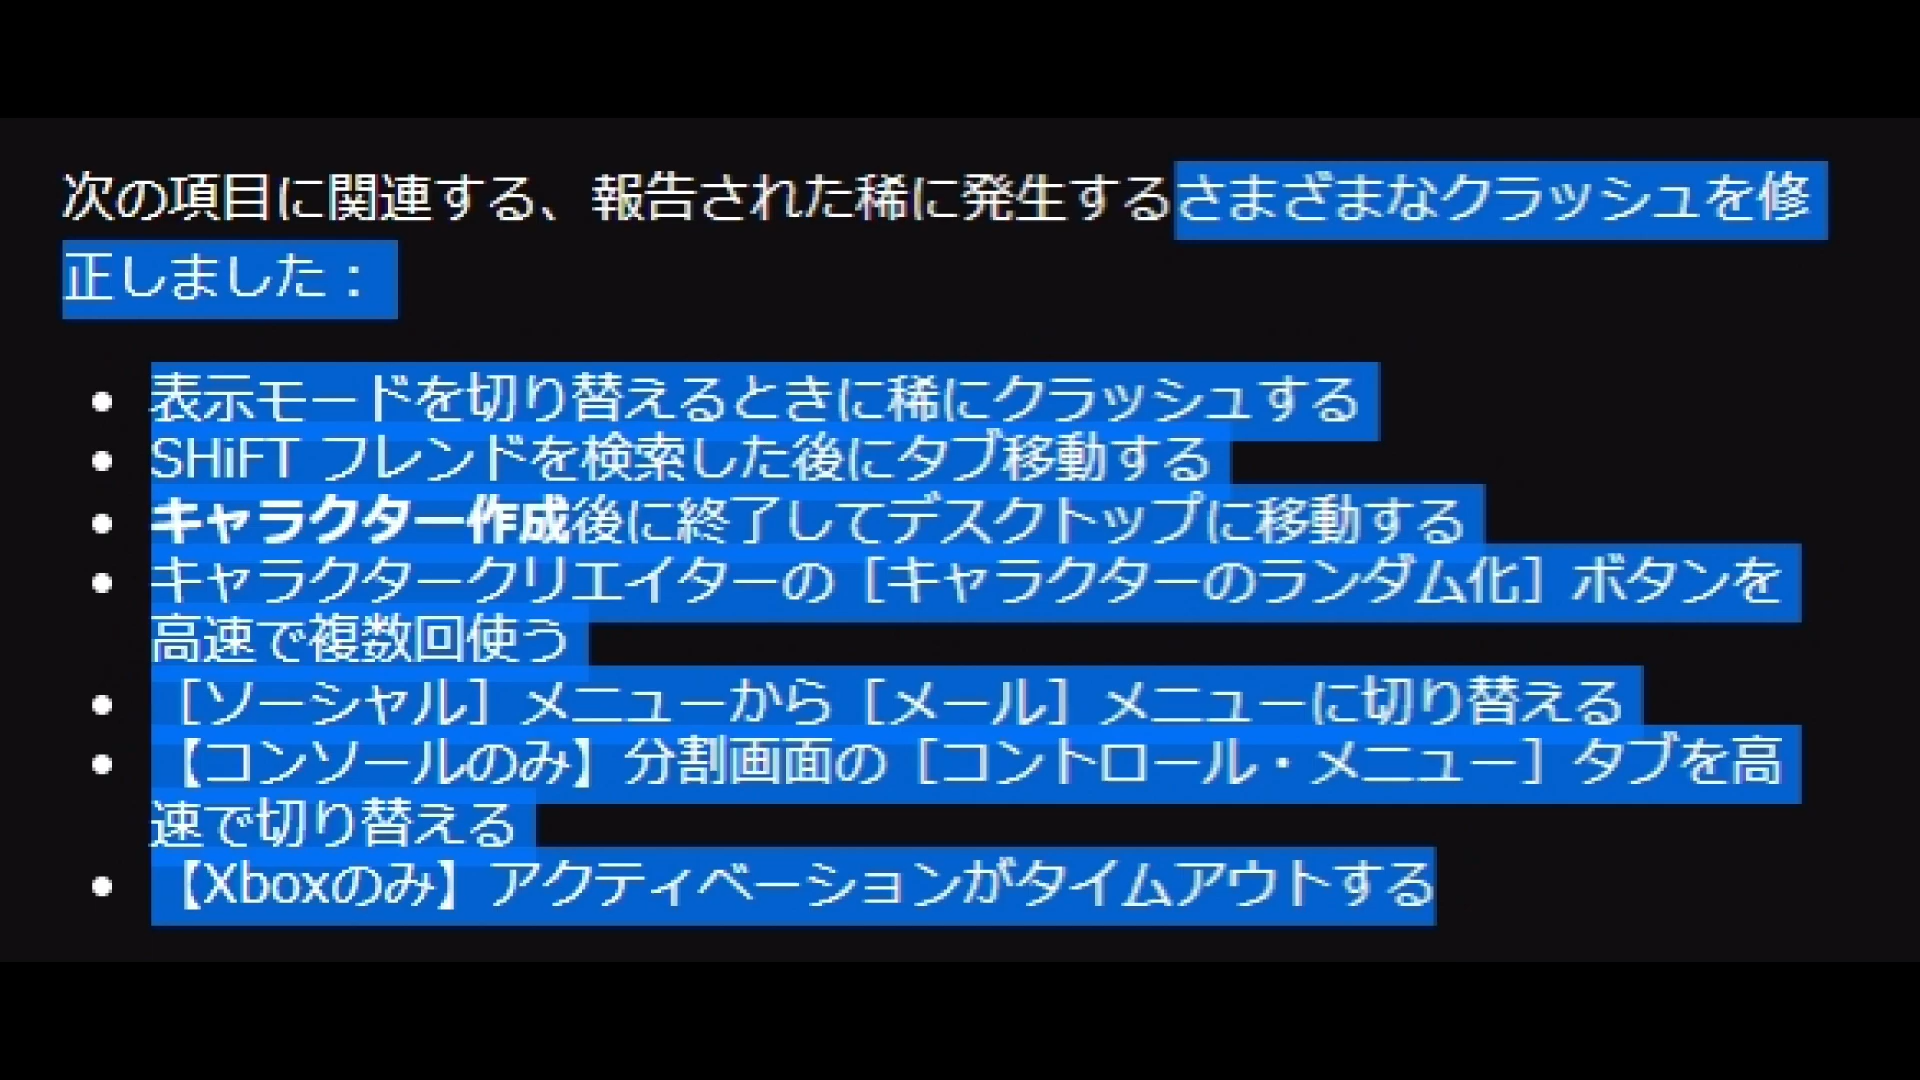 次の項目に関連する、報告された稀に発生するさまざまなクラッシュを修
正しました：
• 表示モードを切り替えるときに稀にクラッシュする
• SHiFT フレンドを検索した後にタブ移動する
• キャラクター作成後に終了してデスクトップに移動する
• キャラクタークリエイターの［キャラクターのランダム化］ボタンを
高速で複数回使う
• ［ソーシャル］メニューから［メール］メニューに切り替える
• 【コンソールのみ】分割画面の［コントロール・メニュー］タブを高
速で切り替える
• 【Xboxのみ】アクティベーションがタイムアウトする